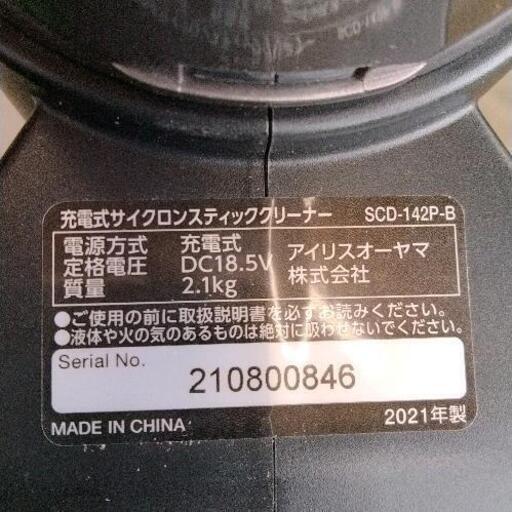 充電式サイクロンスティッククリーナー SCD-142P-B
電源方式 充電式 アイリスオーヤマ
定格電圧 DC18.5V 株式会社
質量 2.1kg
●ご使用の前に取扱説明書を必ずお読みください。
●液体や火の気のあるものは絶対に吸わせないでください。
Serial No.
210800846
MADE IN CHINA 2021年製